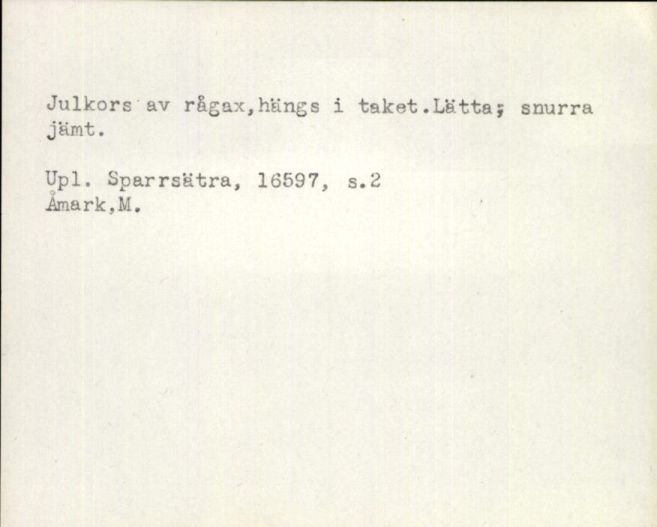 Julkors av rågax,hängs i taket.Lätta; snurra
jämt.
Upl. Sparrsätra, 16597, s.2
Åmark,M.